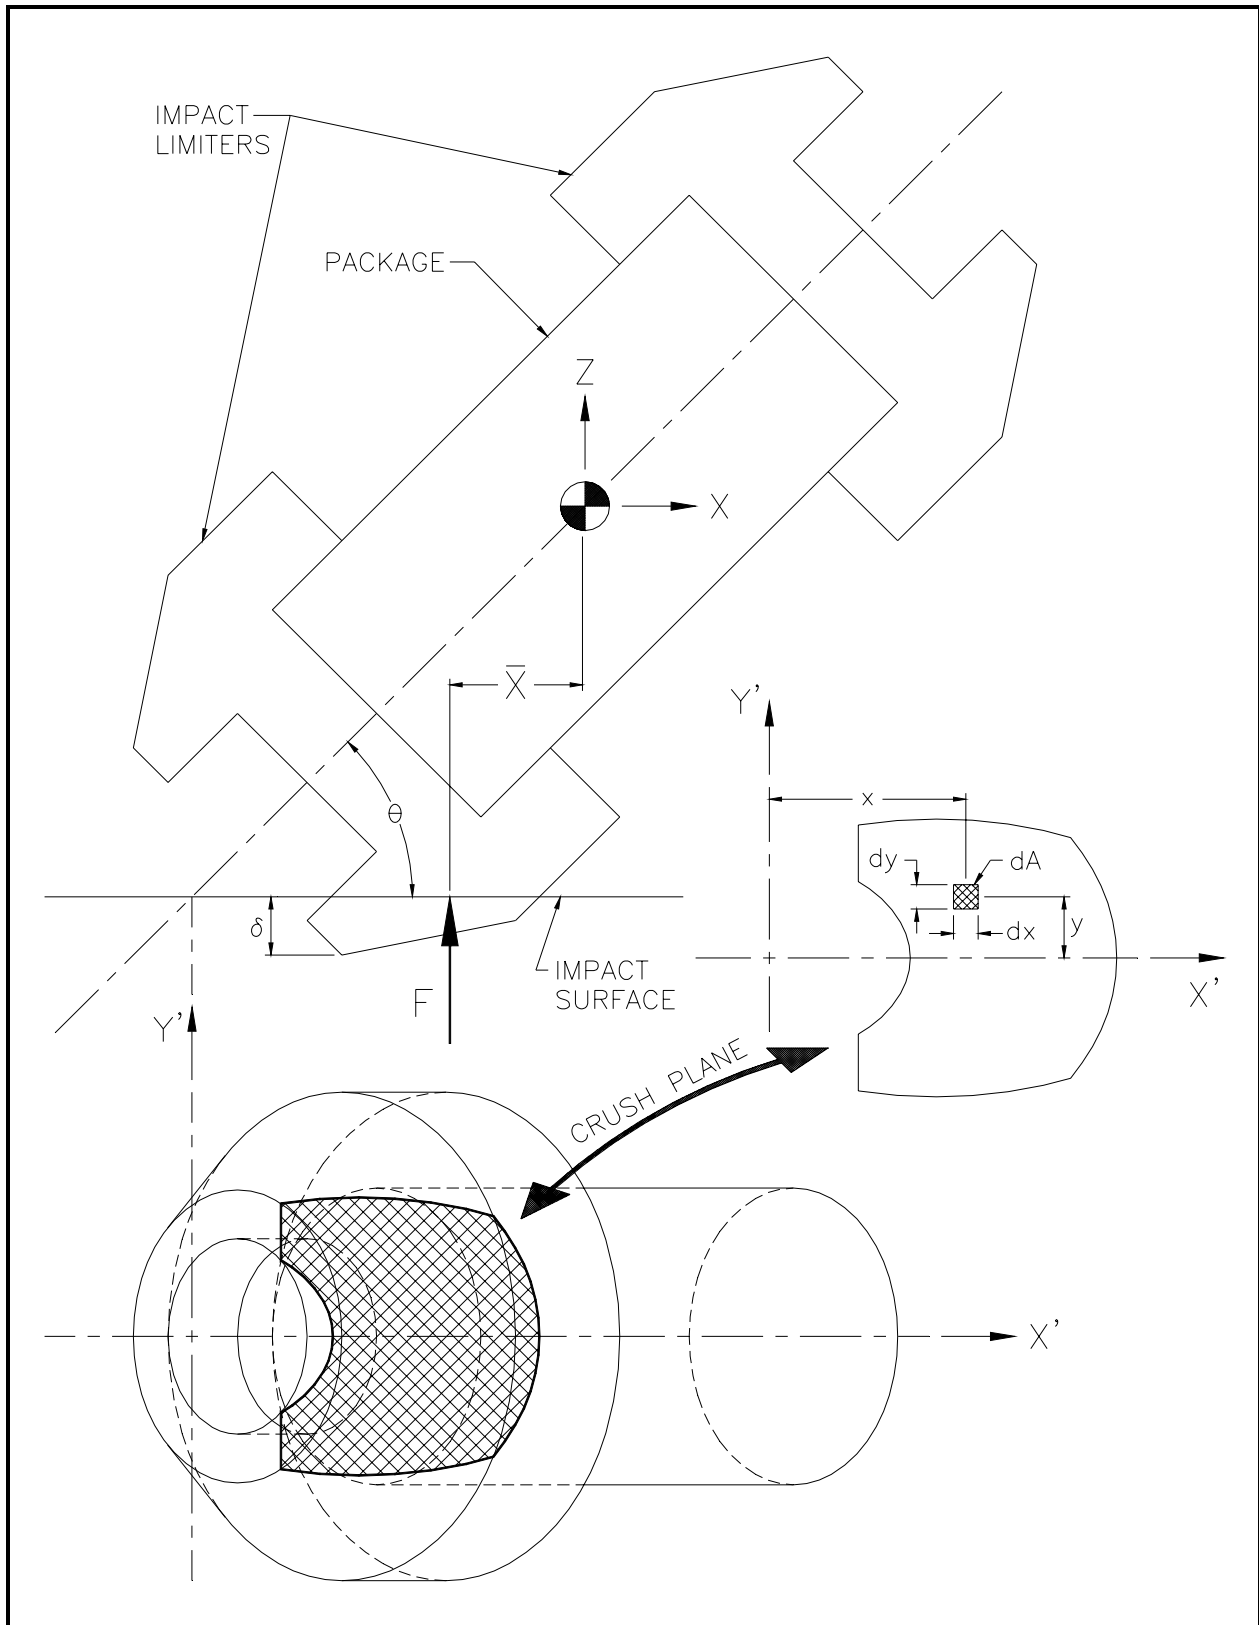 IMPACT
LIMITERS
PACKAGE
Z
X
X̅
θ
δ
F
IMPACT
SURFACE
Y'
x
dy
dA
dx
y
X'
Y'
CRUSH PLANE
X'